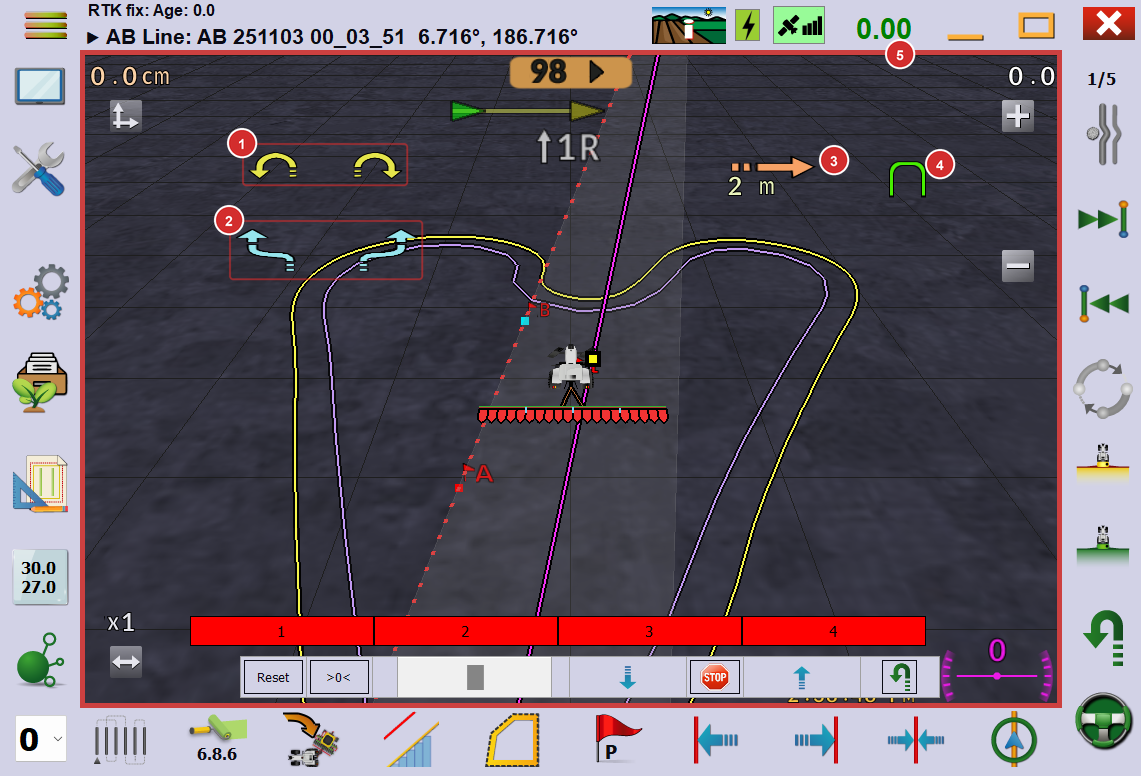 RTK fix: Age: 0.0
AB Line: AB 251103 00_03_51 6.716°, 186.716°
0.00
5
0.0cm
98
0.0
1/5
1R
1
3
4
2 m
2
B
A
30.0
27.0
x1
1
2
3
4
Reset
>0<
STOP
0
0
6.8.6
P